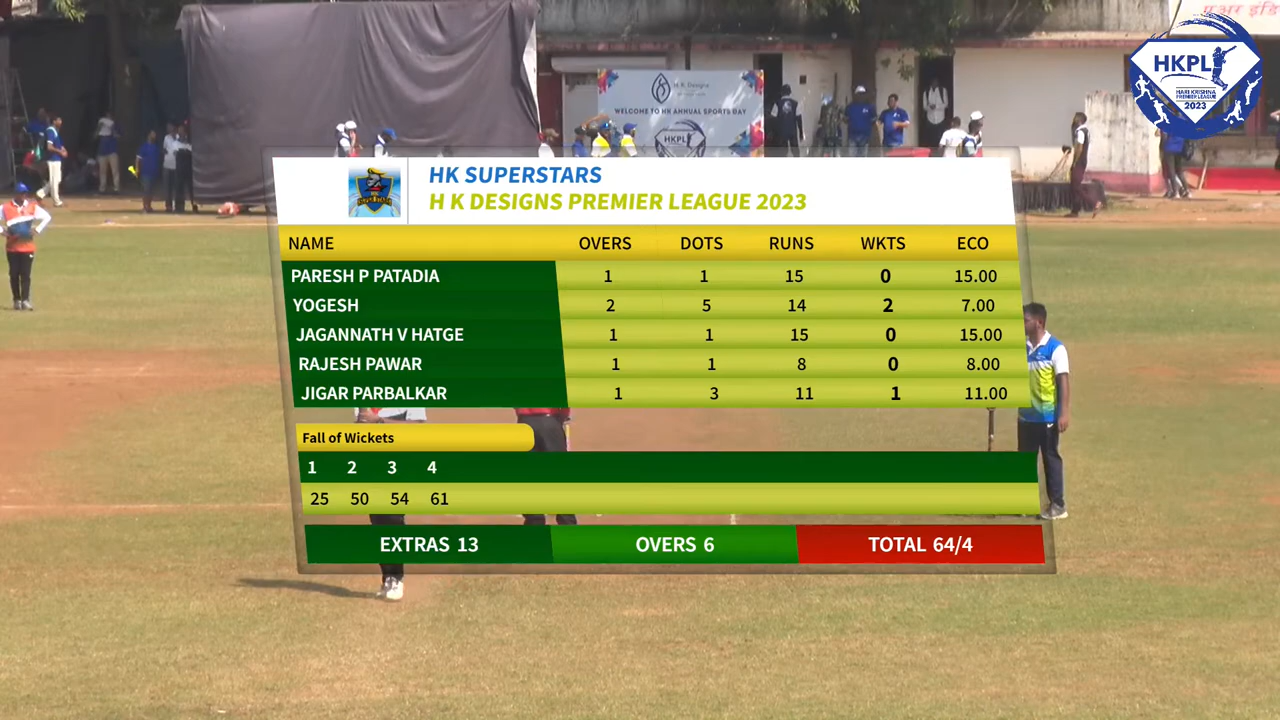 एअर इंडि
HKPL
HARI KRISHNA
PREMIER LEAGUE
2023
H K Designs
WELCOME TO HK ANNUAL SPORTS DAY
HKPL
HK SUPERSTARS
H K DESIGNS PREMIER LEAGUE 2023
NAME OVERS DOTS RUNS WKTS ECO
PARESH P PATADIA 1 1 15 0 15.00
YOGESH 2 5 14 2 7.00
JAGANNATH V HATGE 1 1 15 0 15.00
RAJESH PAWAR 1 1 8 0 8.00
JIGAR PARBALKAR 1 3 11 1 11.00
Fall of Wickets
1 2 3 4
25 50 54 61
EXTRAS 13 OVERS 6 TOTAL 64/4